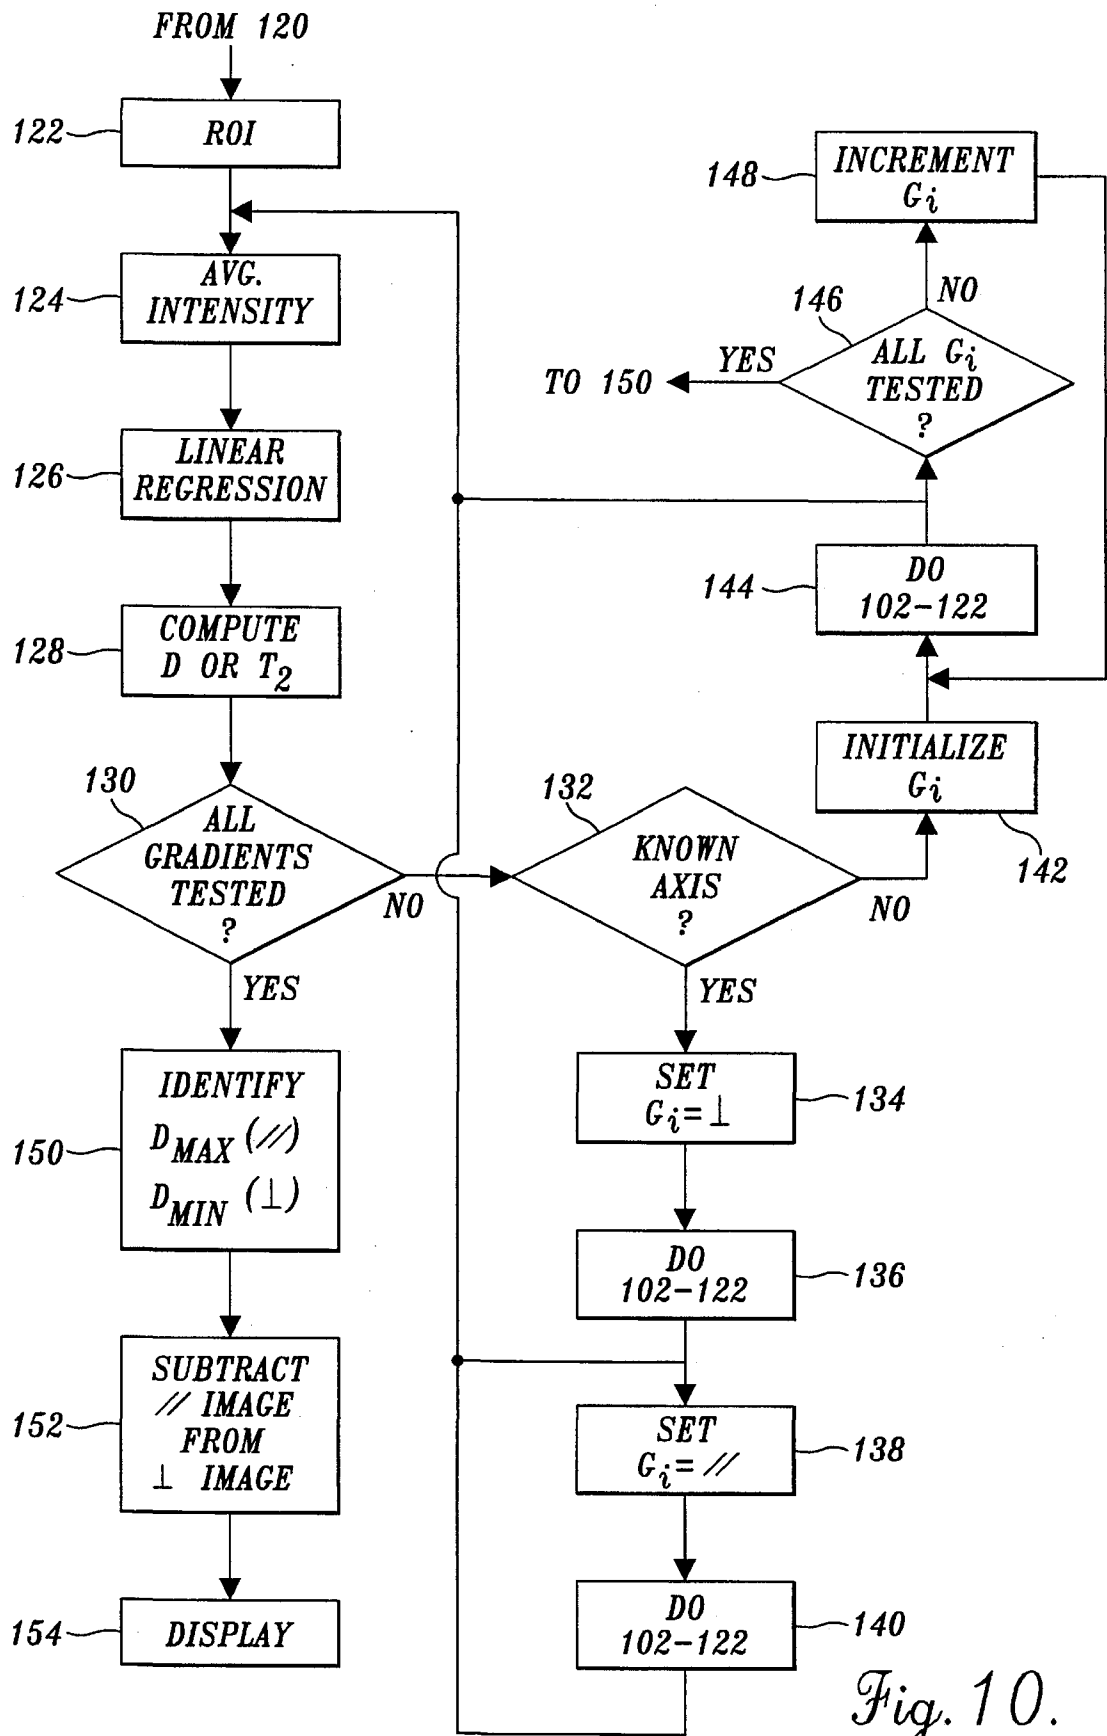 FROM 120
122
ROI
124
AVG.
INTENSITY
126
LINEAR
REGRESSION
128
COMPUTE
D OR T2
130
ALL
GRADIENTS
TESTED
?
NO
YES
150
IDENTIFY
DMAX (//)
DMIN (⊥)
152
SUBTRACT
// IMAGE
FROM
⊥ IMAGE
154
DISPLAY
132
KNOWN
AXIS
?
NO
YES
SET
Gi=⊥
134
DO
102-122
136
SET
Gi=//
138
DO
102-122
140
148
INCREMENT
Gi
NO
146
ALL Gi
TESTED
?
YES
TO 150
144
DO
102-122
INITIALIZE
Gi
142
Fig. 10.